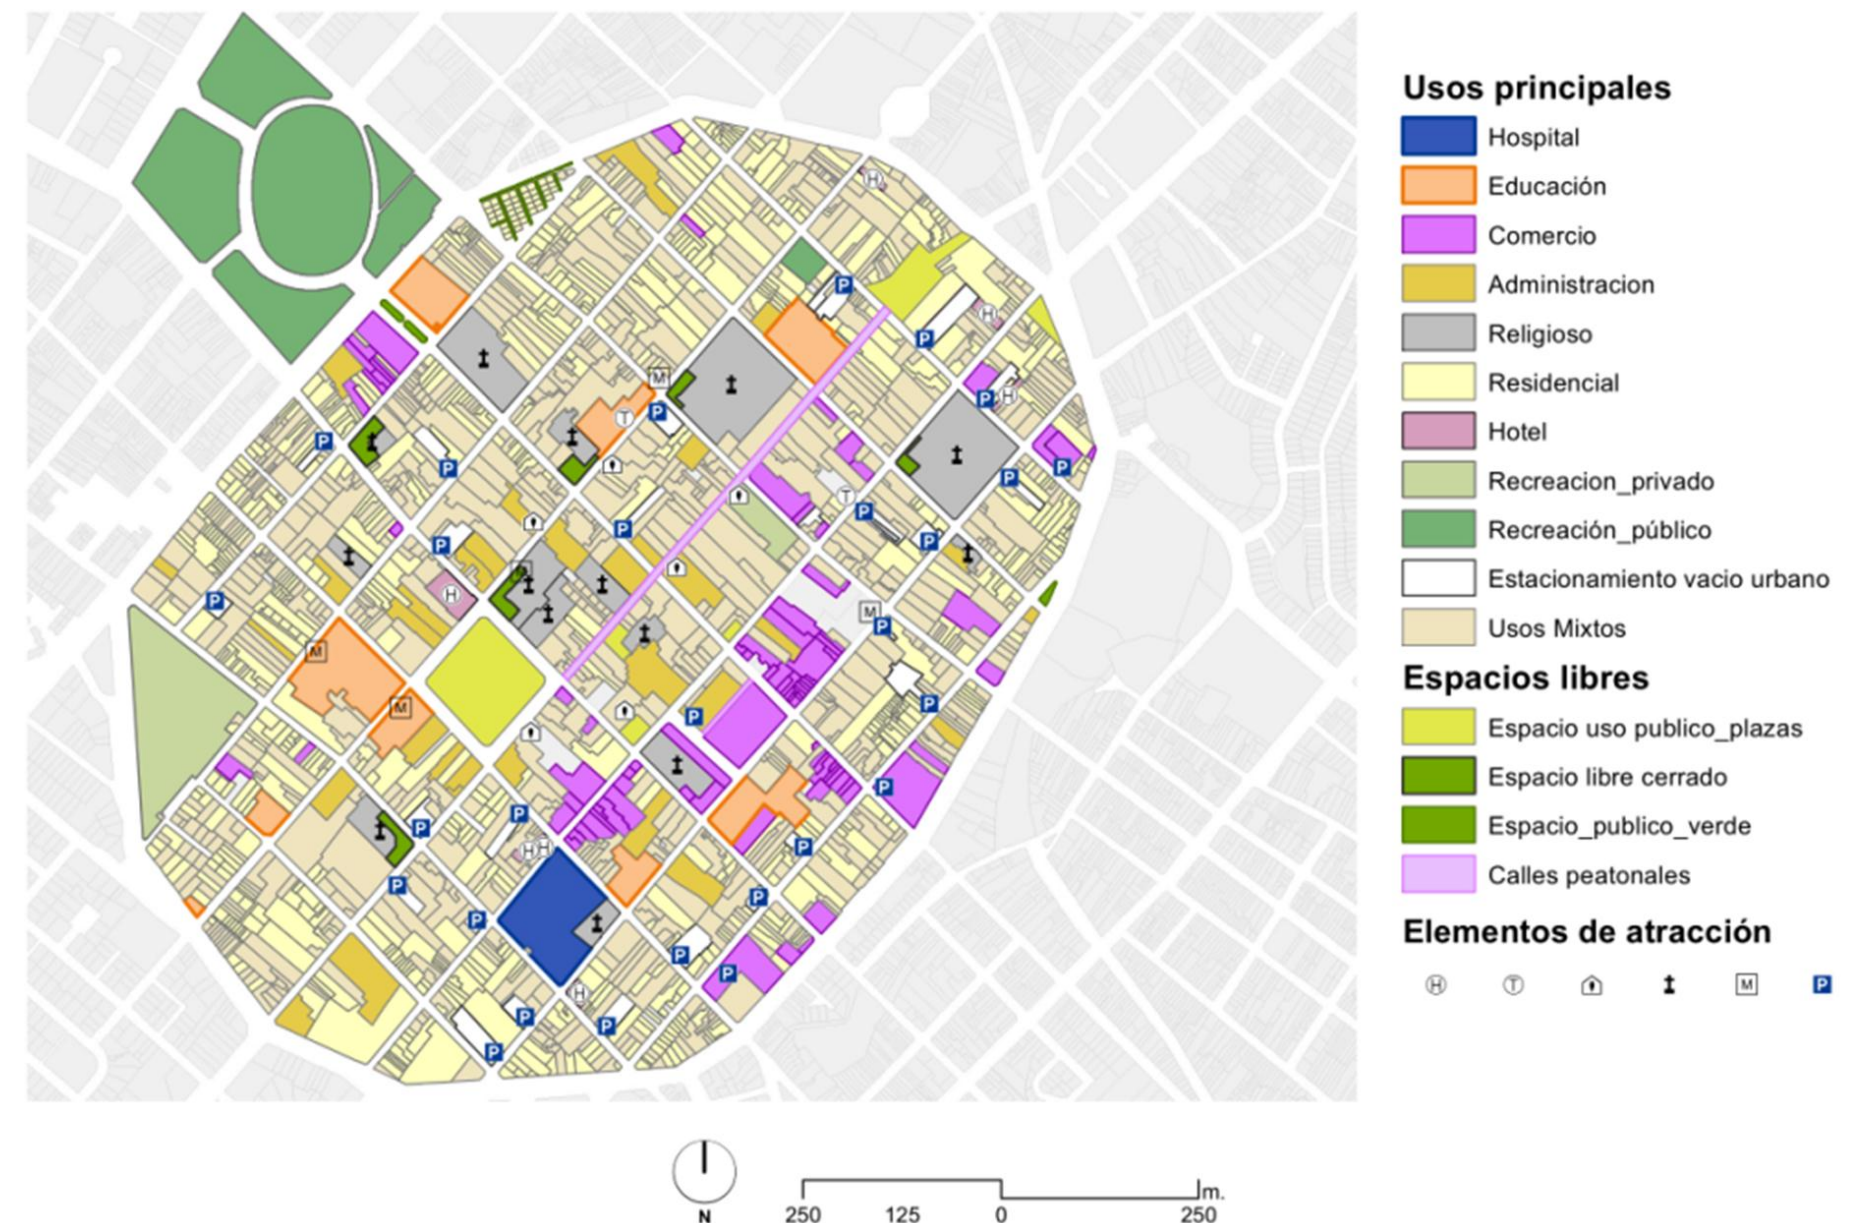 Usos principales
Hospital
Educación
Comercio
Administracion
Religioso
Residencial
Hotel
Recreacion_privado
Recreación_público
Estacionamiento vacio urbano
Usos Mixtos
Espacios libres
Espacio uso publico_plazas
Espacio libre cerrado
Espacio_publico_verde
Calles peatonales
Elementos de atracción
H T M P
N
250 125 0 250 m.